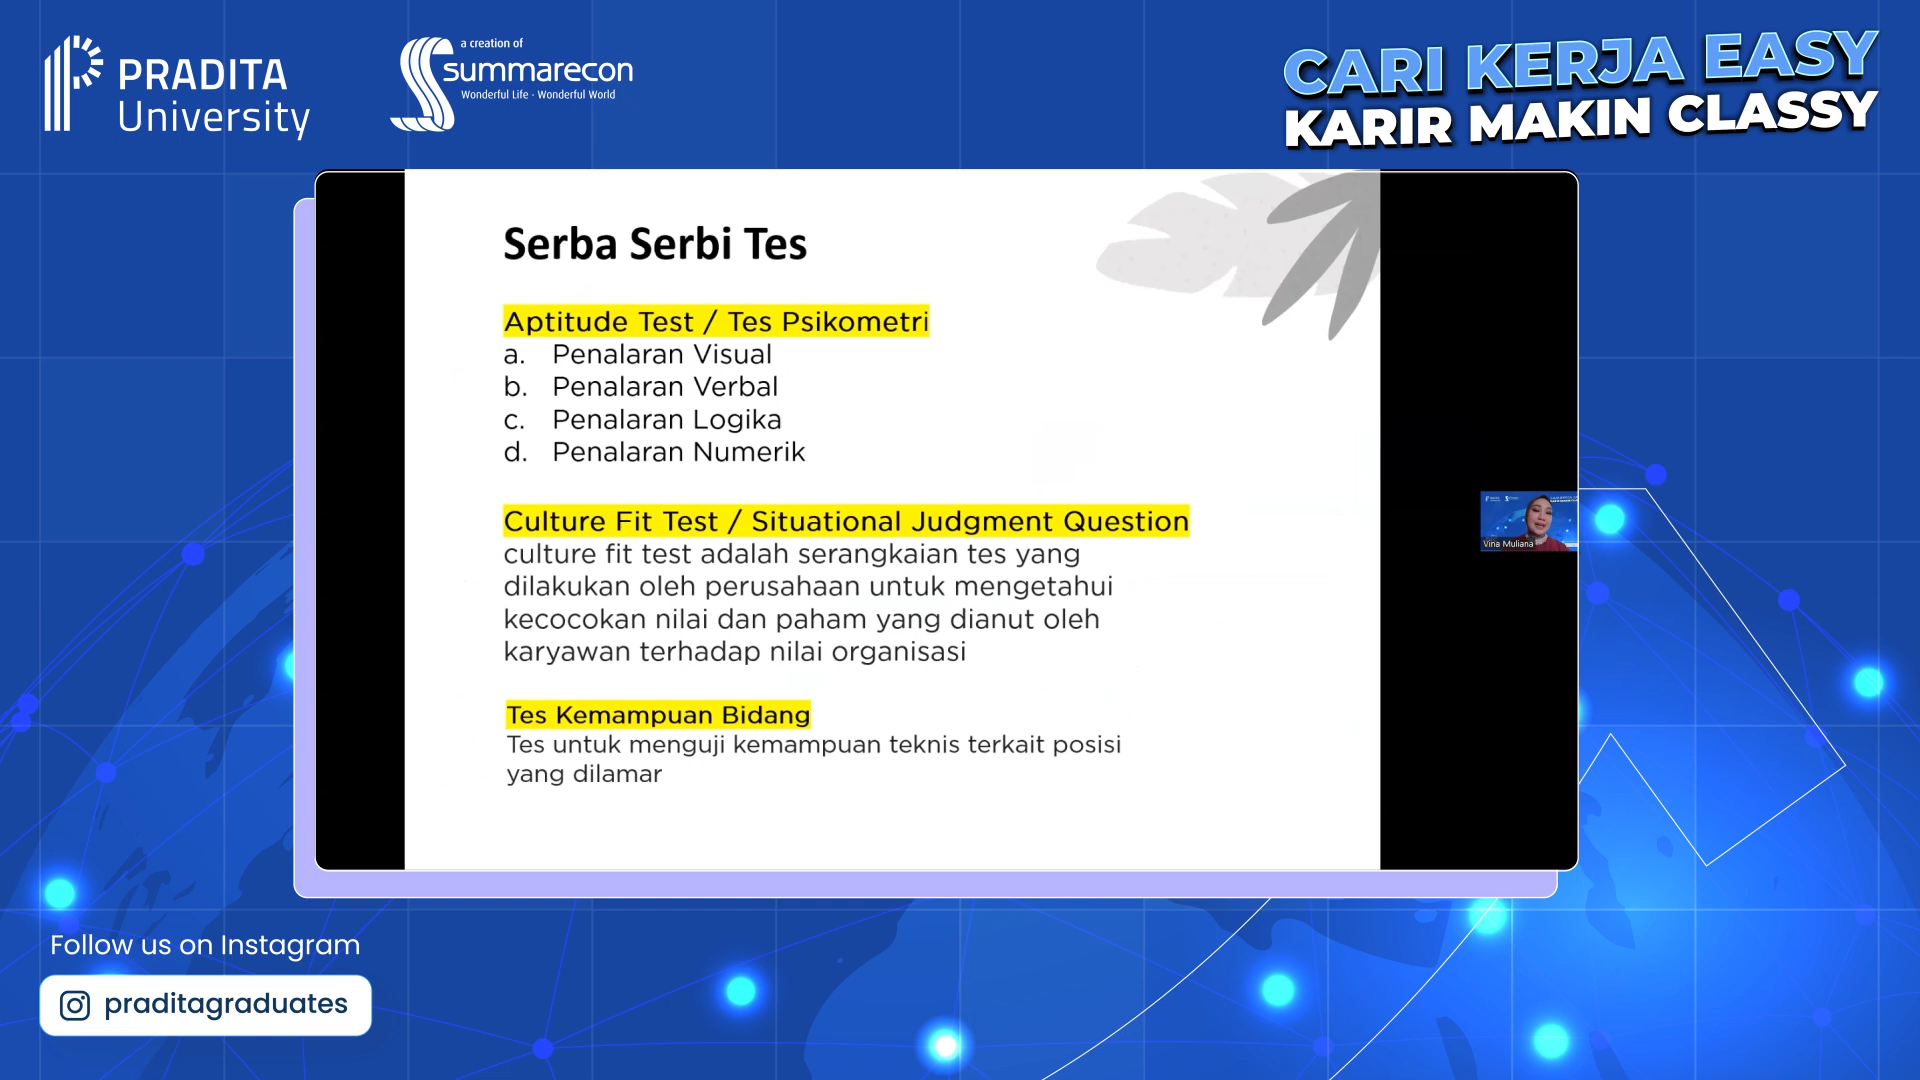 PRADITA
University
a creation of
summarecon
Wonderful Life - Wonderful World
CARI KERJA EASY
KARIR MAKIN CLASSY
Serba Serbi Tes
Aptitude Test / Tes Psikometri
a. Penalaran Visual
b. Penalaran Verbal
c. Penalaran Logika
d. Penalaran Numerik
Culture Fit Test / Situational Judgment Question
culture fit test adalah serangkaian tes yang
dilakukan oleh perusahaan untuk mengetahui
kecocokan nilai dan paham yang dianut oleh
karyawan terhadap nilai organisasi
Tes Kemampuan Bidang
Tes untuk menguji kemampuan teknis terkait posisi
yang dilamar
Vina Muliana
Follow us on Instagram
praditagraduates